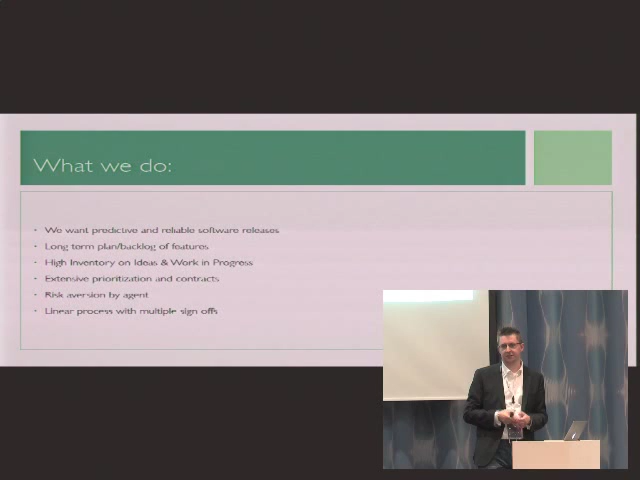 What we do:
• We want predictive and reliable software releases
• Long term plan/backlog of features
• High Inventory on Ideas & Work in Progress
• Extensive prioritization and contracts
• Risk aversion by agent
• Linear process with multiple sign offs